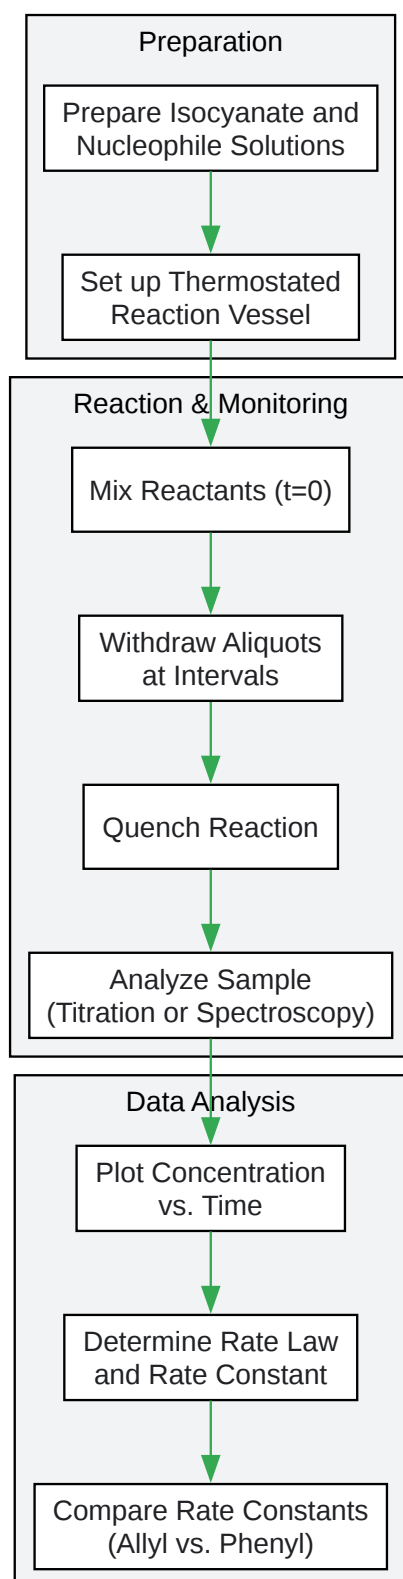 Preparation
Prepare Isocyanate and
Nucleophile Solutions
Set up Thermostated
Reaction Vessel
Reaction & Monitoring
Mix Reactants (t=0)
Withdraw Aliquots
at Intervals
Quench Reaction
Analyze Sample
(Titration or Spectroscopy)
Data Analysis
Plot Concentration
vs. Time
Determine Rate Law
and Rate Constant
Compare Rate Constants
(Allyl vs. Phenyl)